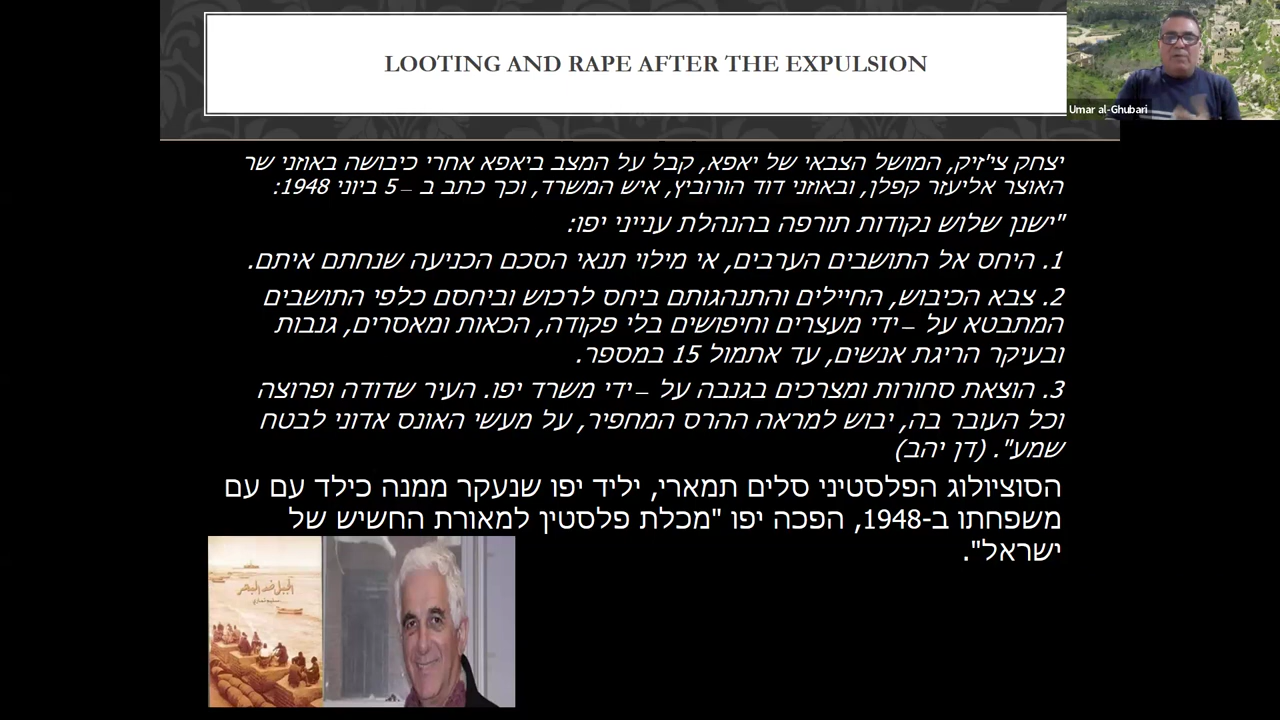 LOOTING AND RAPE AFTER THE EXPULSION
Umar al-Ghubari
יצחק צ'יזיק, המושל הצבאי של יאפא, קבל על המצב ביאפא אחרי כיבושה באוזני שר
האוצר אליעזר קפלן, ובאוזני דוד הורוביץ, איש המשרד, וכך כתב ב – 5 ביוני 1948:
"ישנן שלוש נקודות תורפה בהנהלת ענייני יפו:
1. היחס אל התושבים הערבים, אי מילוי תנאי הסכם הכניעה שנחתם איתם.
2. צבא הכיבוש, החיילים והתנהגותם ביחס לרכוש וביחסם כלפי התושבים
המתבטא על – ידי מעצרים וחיפושים בלי פקודה, הכאות ומאסרים, גנבות
ובעיקר הריגת אנשים, עד אתמול 15 במספר.
3. הוצאת סחורות ומצרכים בגנבה על – ידי משרד יפו. העיר שדודה ופרוצה
וכל העובר בה, יבוש למראה ההרס המחפיר, על מעשי האונס אדוני לבטח
שמע". (דן יהב)
הסוציולוג הפלסטיני סלים תמארי, יליד יפו שנעקר ממנה כילד עם עם
משפחתו ב-1948, הפכה יפו "מכלת פלסטין למאורת החשיש של
ישראל".
الجبل ضد البحر
سليم تماري